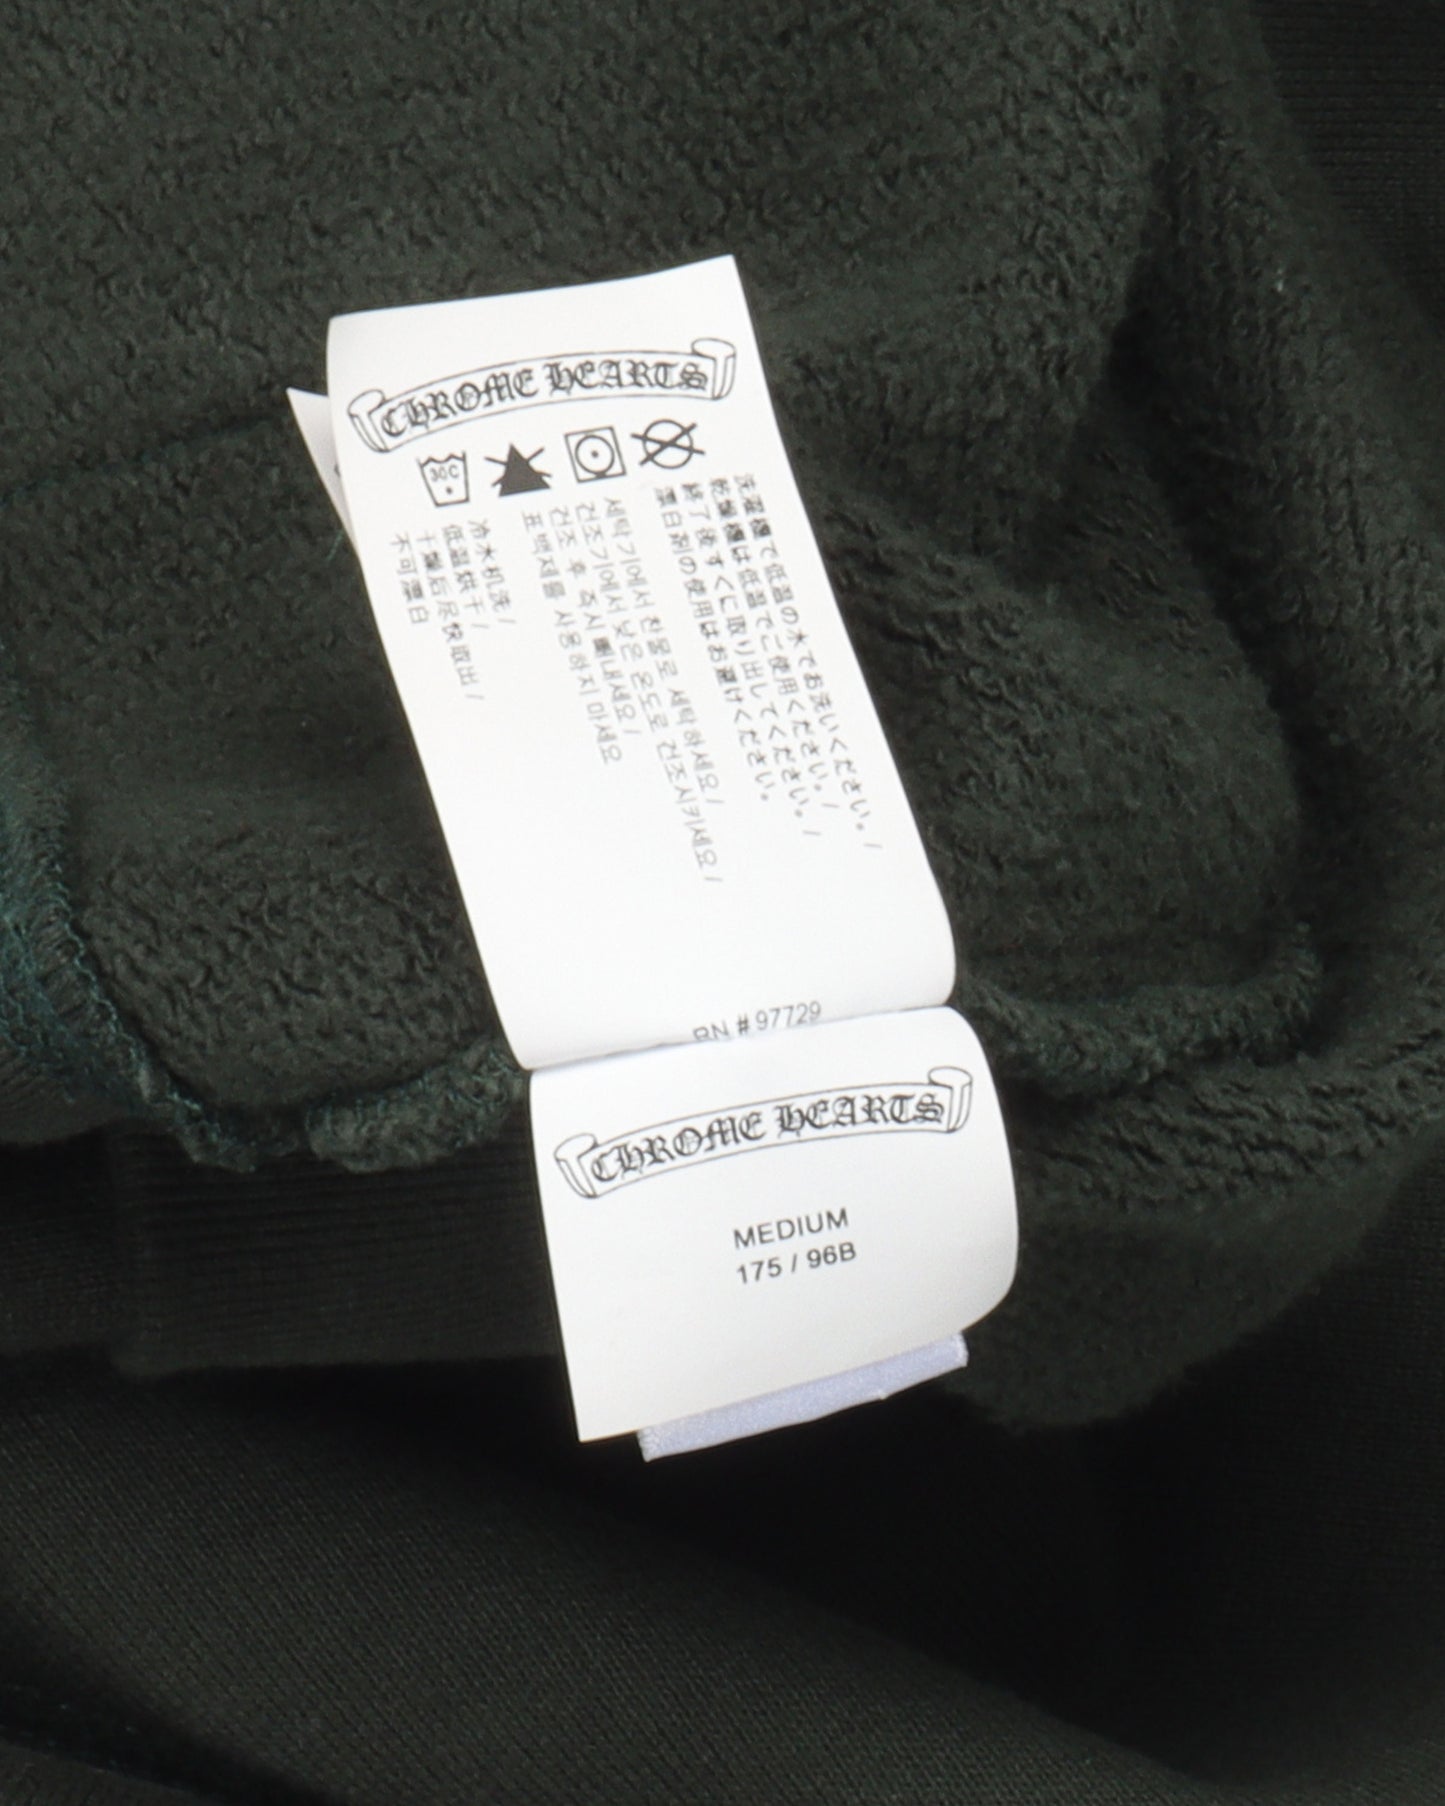 CHROME HEARTS
30C
洗濯機で低温の水でお洗いください。/
乾燥機は低温でご使用ください。/
終了後すぐに取り出してください。/
漂白剤の使用はお避けください。
세탁기에서 찬물로 세탁하세요/
건조기에서 낮은 온도로 건조시키세요/
건조 후 즉시 빼내세요/
표백제를 사용하지 마세요
冷水机洗/
低温烘干/
干燥后尽快取出/
不可漂白
RN # 97729
CHROME HEARTS
MEDIUM
175 / 96B